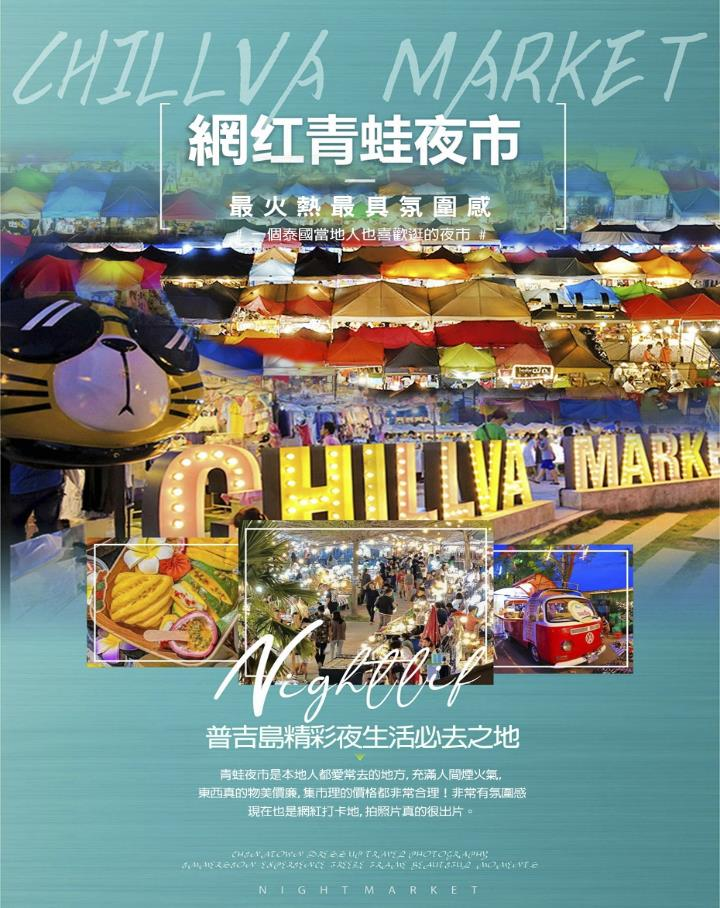 CHILLVA MARKET
網红青蛙夜市
最火熱最具氛圍感
# 一個泰國當地人也喜歡逛的夜市 #
CHILLVA MARKE
Nightlif
普吉島精彩夜生活必去之地
青蛙夜市是本地人都愛常去的地方, 充滿人間煙火氣,
東西真的物美價廉, 集市理的價格都非常合理！非常有氛圍感
現在也是網紅打卡地, 拍照片真的很出片。
CHINATOWN DRESS UP TRAVEL PHOTOGRAPHY,
IMMERSION EXPERIENCE FREEZE FRAME BEAUTIFUL MOMENTS
NIGHTMARKET